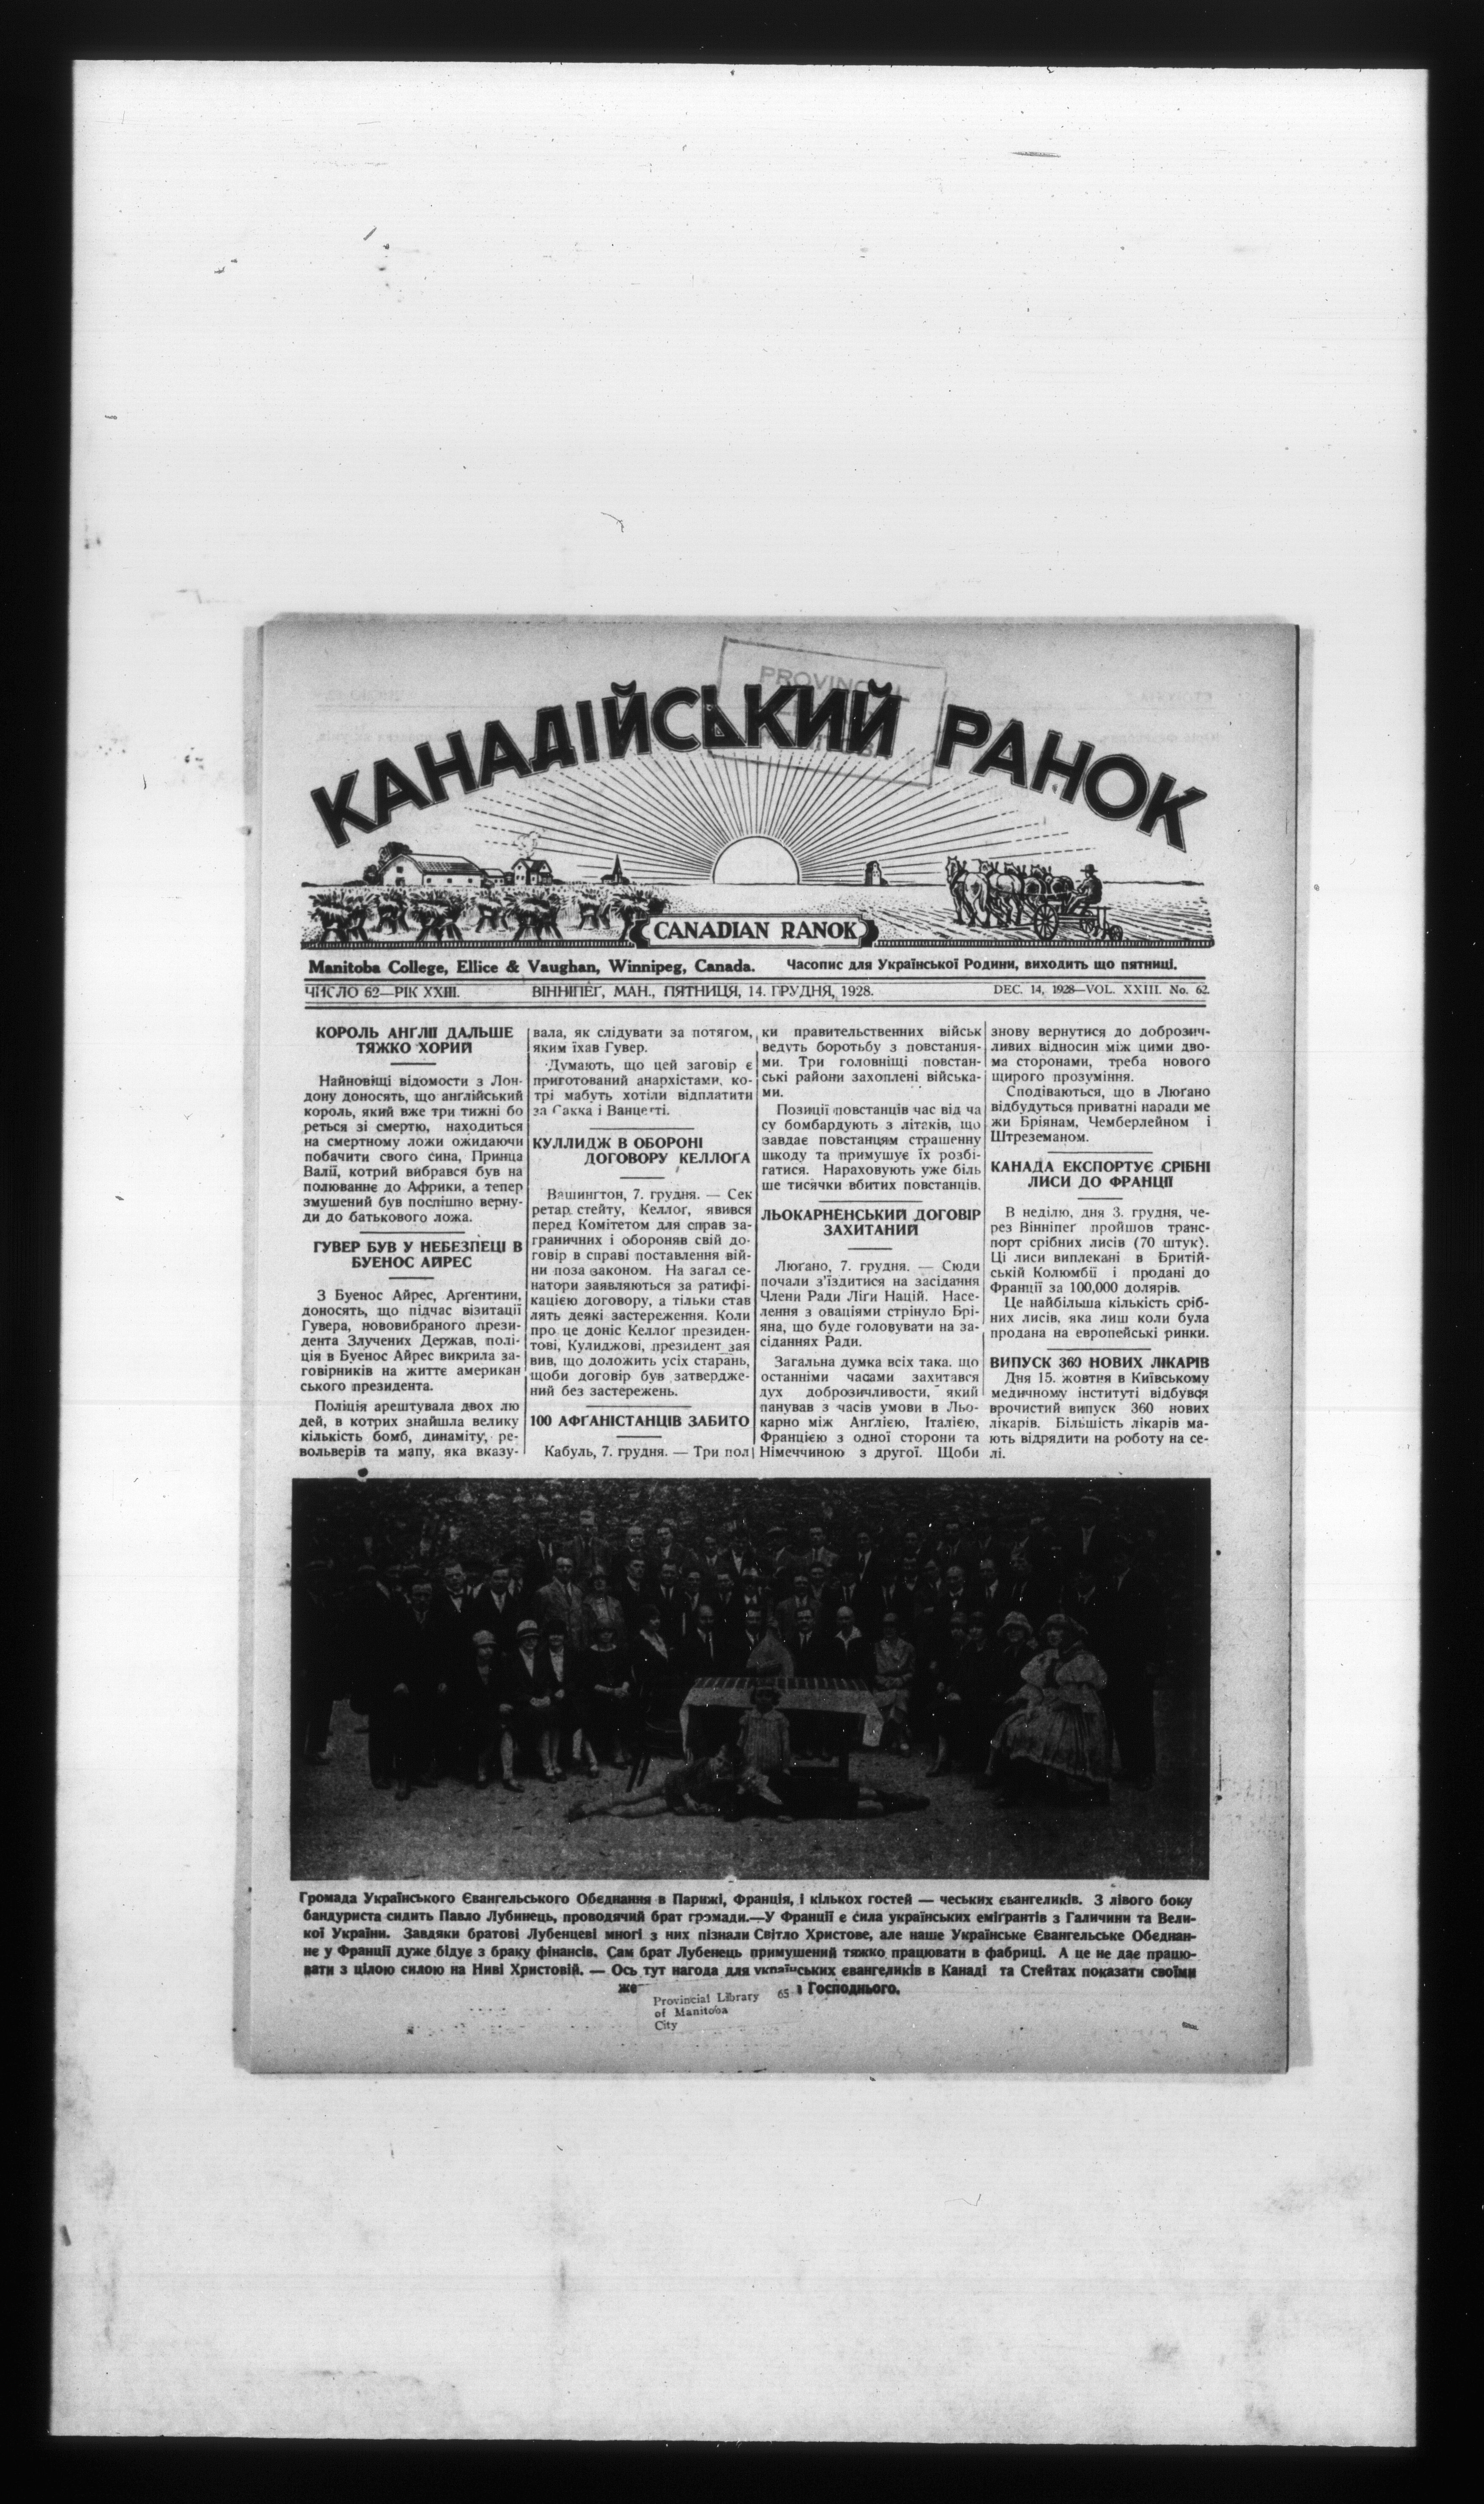 КАНАДІЙСЬКИЙ РАНОК
CANADIAN RANOK
Manitoba College, Ellice & Vaughan, Winnipeg, Canada. Часопис для Української Родини, виходить що пятниці.
ЧИСЛО 62—РІК XXIII. ВІННІПЕҐ, МАН., ПЯТНИЦЯ, 14. ГРУДНЯ, 1928. DEC. 14, 1928—VOL. XXIII. No. 62.
КОРОЛЬ АНГЛІЇ ДАЛЬШЕ
ТЯЖКО ХОРИЙ
Найновіщі відомости з Лон-
дону доносять, що англійський
король, який вже три тижні бо
реться зі смертю, находиться
на смертному ложи ожидаючи
побачити свого сина, Принца
Валії, котрий вибрався був на
полюваннє до Африки, а тепер
змушений був поспішно верну-
ди до батькового ложа.
ГУВЕР БУВ У НЕБЕЗПЕЦІ В
БУЕНОС АЙРЕС
З Буенос Айрес, Арґентини,
доносять, що підчас візитації
Гувера, нововибраного прези-
дента Злучених Держав, полі-
ція в Буенос Айрес викрила за-
говірників на життє американ
ського президента.
Поліція арештувала двох лю
дей, в котрих знайшла велику
кількість бомб, динаміту, ре-
вольверів та мапу, яка вказу-
вала, як слідувати за потягом,
яким їхав Гувер.
Думають, що цей заговір є
приготований анархістами, ко-
трі мабуть хотіли відплатити
за Сакка і Ванцетті.
КУЛЛИДЖ В ОБОРОНІ
ДОГОВОРУ КЕЛЛОҐА
Вашингтон, 7. грудня. — Сек
ретар стейту, Келлоґ, явився
перед Комітетом для справ за-
граничних і обороняв свій до-
говір в справі поставлення вій-
ни поза законом. На загал се-
натори заявляються за ратифі-
кацією договору, а тільки став
лять деякі застереження. Коли
про це доніс Келлоґ президен-
тові, Кулиджові, президент зая
вив, що доложить усіх старань,
щоби договір був затвердже-
ний без застережень.
100 АФҐАНІСТАНЦІВ ЗАБИТО
Кабуль, 7. грудня. — Три пол
ки правительственних військ
ведуть боротьбу з повстання-
ми. Три головніщі повстан-
ські райони захоплені війська-
ми.
Позиції повстанців час від ча
су бомбардують з літаків, що
завдає повстанцям страшенну
шкоду та примушує їх розбі-
гатися. Нараховують уже біль
ше тисячки вбитих повстанців.
ЛЬОКАРНЕНСЬКИЙ ДОГОВІР
ЗАХИТАНИЙ
Люґано, 7. грудня. — Сюди
почали з'їздитися на засідання
Члени Ради Ліґи Націй. Насе-
лення з оваціями стрінуло Брі-
яна, що буде головувати на за-
сіданнях Ради.
Загальна думка всіх така, що
останніми часами захитався
дух доброзичливости, який
панував з часів умови в Льо-
карно між Анґлією, Італією,
Францією з одної сторони та
Німеччиною з другої. Щоби
знову вернутися до доброзич-
ливих відносин між цими дво-
ма сторонами, треба нового
щирого прозуміння.
Сподіваються, що в Люґано
відбудуться приватні наради ме
жи Бріянам, Чемберлейном і
Штреземаном.
КАНАДА ЕКСПОРТУЄ СРІБНІ
ЛИСИ ДО ФРАНЦІЇ
В неділю, дня 3. грудня, че-
рез Вінніпеґ пройшов транс-
порт срібних лисів (70 штук).
Ці лиси виплекані в Бритій-
ській Колюмбії і продані до
Франції за 100,000 долярів.
Це найбільша кількість сріб-
них лисів, яка лиш коли була
продана на европейські ринки.
ВИПУСК 360 НОВИХ ЛІКАРІВ
Дня 15. жовтня в Київському
медичному інституті відбувся
врочистий випуск 360 нових
лікарів. Більшість лікарів ма-
ють відрядити на роботу на се-
лі.
Громада Українського Євангельського Обєднання в Парижі, Франція, і кількох гостей — чеських євангеликів. З лівого боку
бандуриста сидить Павло Лубинець, проводячий брат громади.—У Франції є сила українських еміґрантів з Галичини та Вели-
кої України. Завдяки братові Лубенцеві многі з них пізнали Світло Христове, але наше Українське Євангельське Обєднан-
не у Франції дуже бідує з браку фінансів. Сам брат Лубенець примушений тяжко працювати в фабриці. А це не дає працю-
вати з цілою силою на Ниві Христовій. — Ось тут нагода для українських євангеликів в Канаді та Стейтах показати своїми
же Господнього.
Provincial Library 65
of Manitoba
City